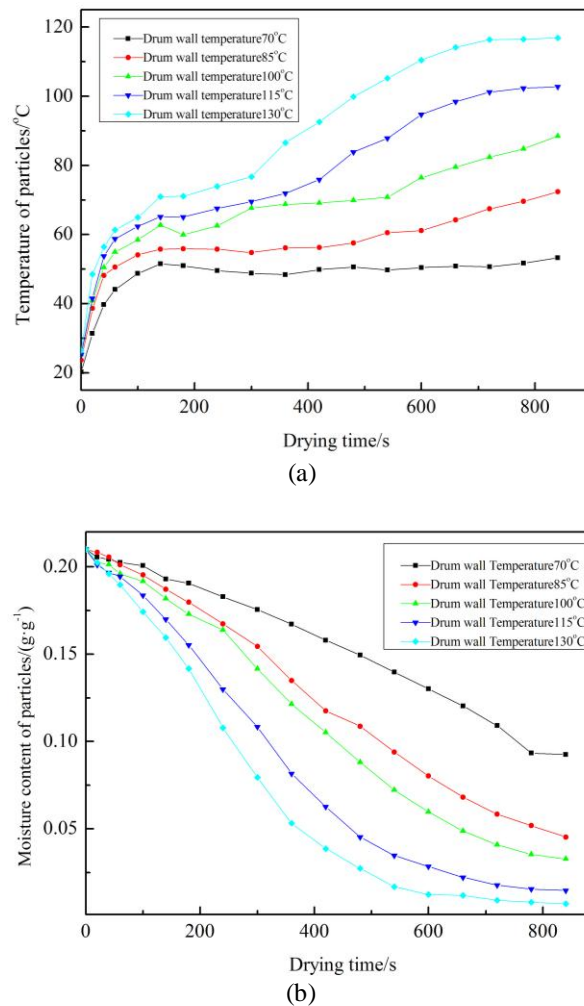 120
100
80
60
40
20
Temperature of particles/°C
Drum wall temperature70°C
Drum wall temperature85°C
Drum wall temperature100°C
Drum wall temperature115°C
Drum wall temperature130°C
0 200 400 600 800
Drying time/s
(a)
0.20
0.15
0.10
0.05
Moisture content of particles/(g·g⁻¹)
Drum wall Temperature70°C
Drum wall Temperature85°C
Drum wall Temperature100°C
Drum wall Temperature115°C
Drum wall Temperature130°C
0 200 400 600 800
Drying time/s
(b)